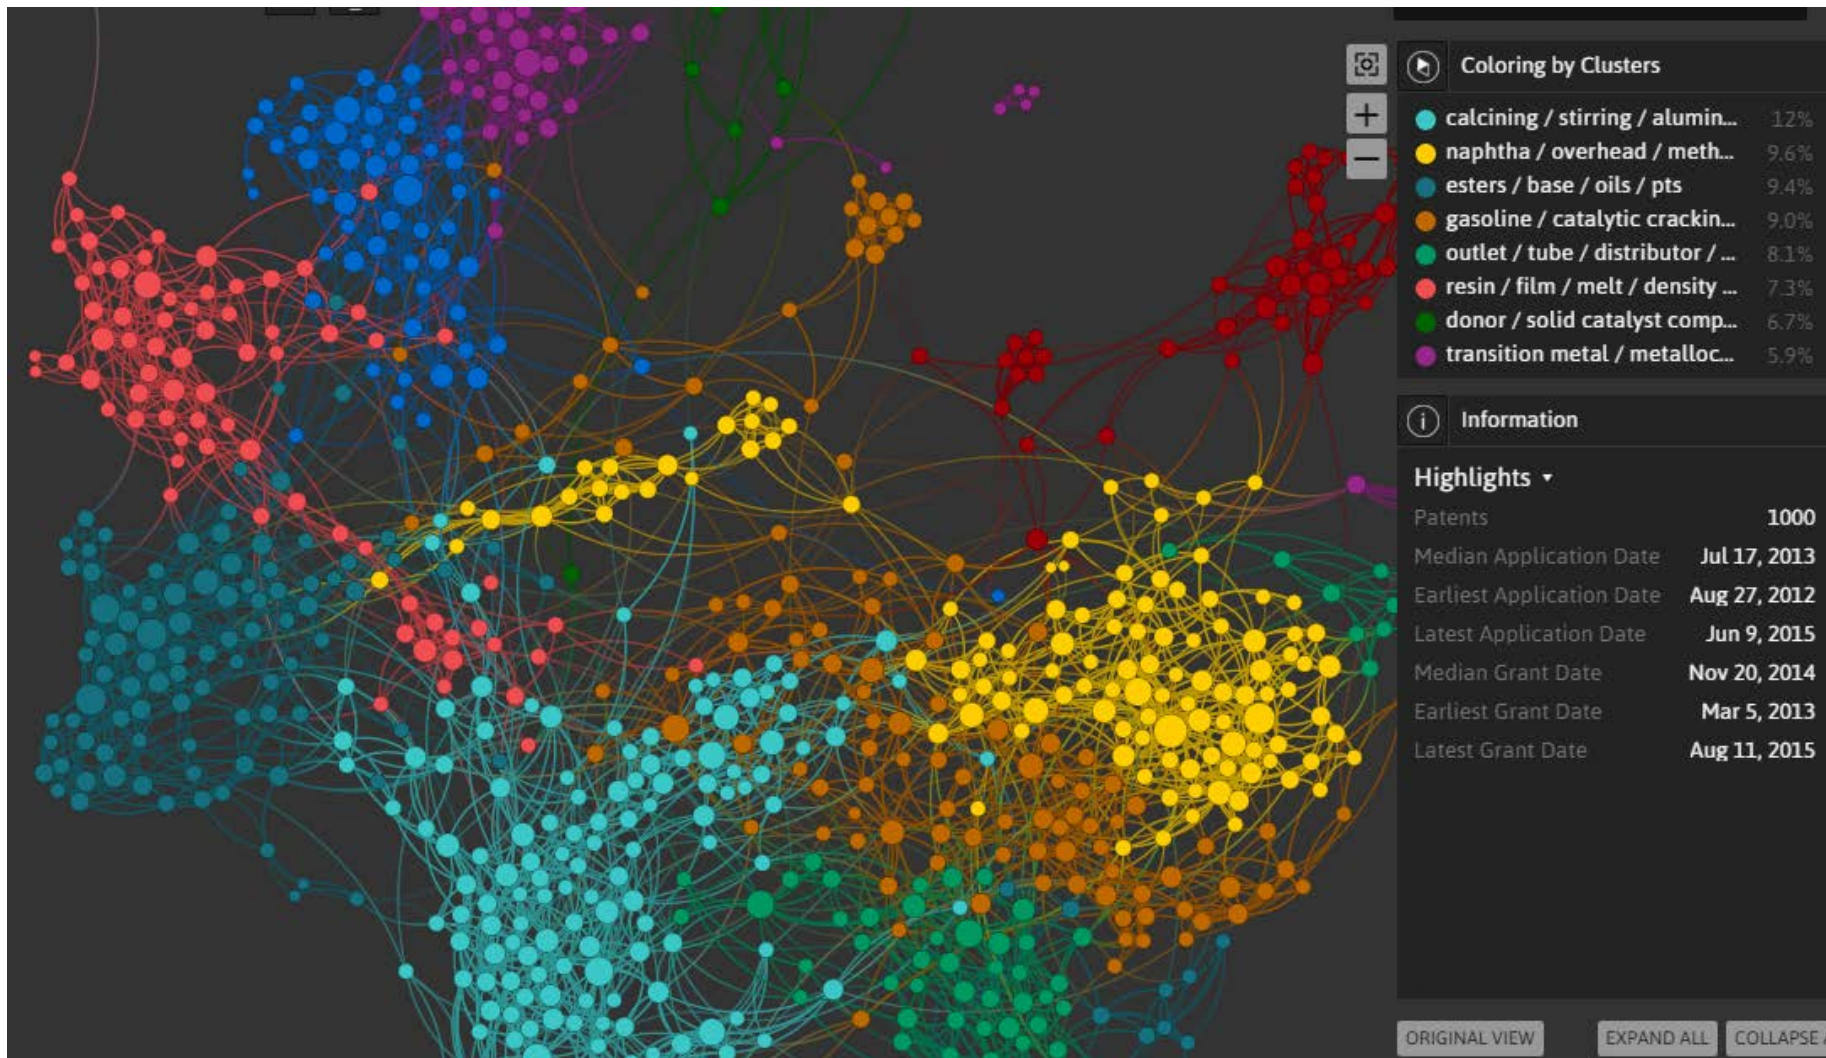 Coloring by Clusters
calcining / stirring / alumin... 12%
naphtha / overhead / meth... 9.6%
esters / base / oils / pts 9.4%
gasoline / catalytic crackin... 9.0%
outlet / tube / distributor / ... 8.1%
resin / film / melt / density ... 7.3%
donor / solid catalyst comp... 6.7%
transition metal / metalloc... 5.9%
Information
Highlights
Patents 1000
Median Application Date Jul 17, 2013
Earliest Application Date Aug 27, 2012
Latest Application Date Jun 9, 2015
Median Grant Date Nov 20, 2014
Earliest Grant Date Mar 5, 2013
Latest Grant Date Aug 11, 2015
ORIGINAL VIEW EXPAND ALL COLLAPSE